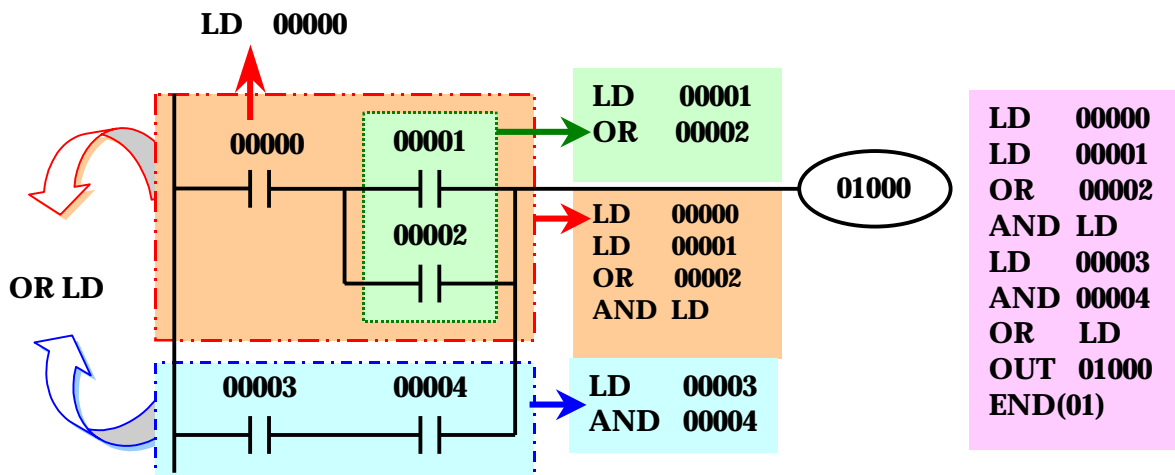 LD 00000
00000
00001
00002
OR LD
00003 00004
LD 00001
OR 00002
LD 00000
LD 00001
OR 00002
AND LD
LD 00003
AND 00004
01000
LD 00000
LD 00001
OR 00002
AND LD
LD 00003
AND 00004
OR LD
OUT 01000
END(01)